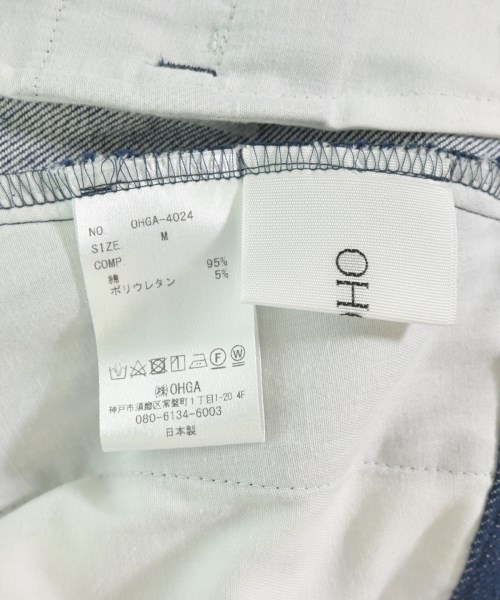 NO. OHGA-4024
SIZE M
COMP
綿 95%
ポリウレタン 5%
㈱OHGA
神戸市須磨区常盤町1丁目1-20 4F
080-6134-6003
日本製
OHO